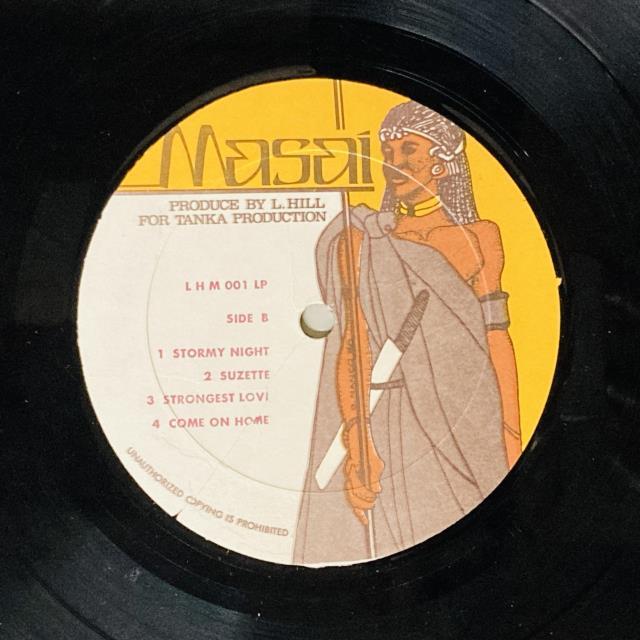 Masai
PRODUCE BY L. HILL
FOR TANKA PRODUCTION
L H M 001 LP
SIDE B
1 STORMY NIGHT
2 SUZETTE
3 STRONGEST LOVE
4 COME ON HOME
UNAUTHORIZED COPYING IS PROHIBITED